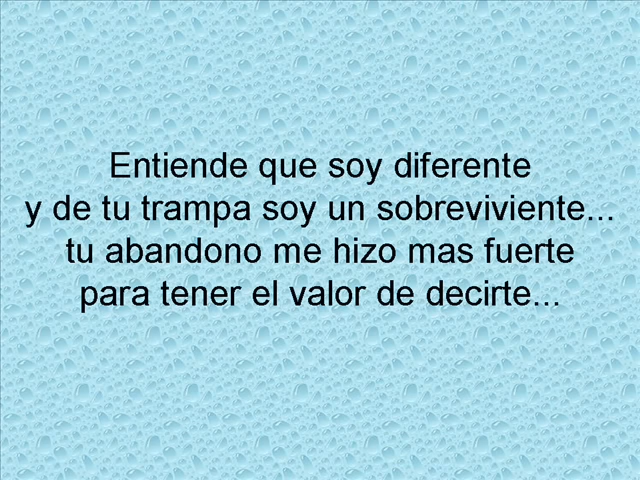 Entiende que soy diferente
y de tu trampa soy un sobreviviente...
tu abandono me hizo mas fuerte
para tener el valor de decirte...